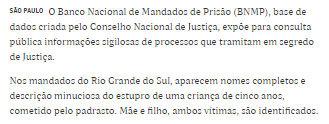 SÃO PAULO O Banco Nacional de Mandados de Prisão (BNMP), base de
dados criada pelo Conselho Nacional de Justiça, expõe para consulta
pública informações sigilosas de processos que tramitam em segredo
de Justiça.
Nos mandados do Rio Grande do Sul, aparecem nomes completos e
descrição minuciosa do estupro de uma criança de cinco anos,
cometido pelo padrasto. Mãe e filho, ambos vítimas, são identificados.